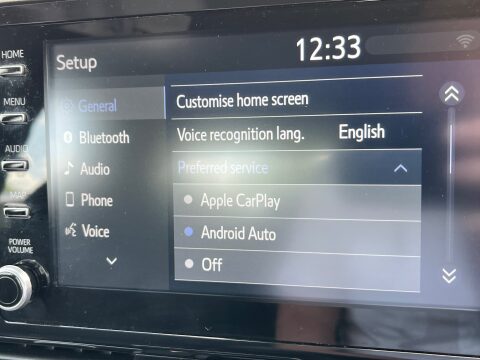 HOME
MENU
AUDIO
MAP
POWER
VOLUME
Setup
12:33
General
Bluetooth
Audio
Phone
Voice
Customise home screen
Voice recognition lang. English
Preferred service
Apple CarPlay
Android Auto
Off